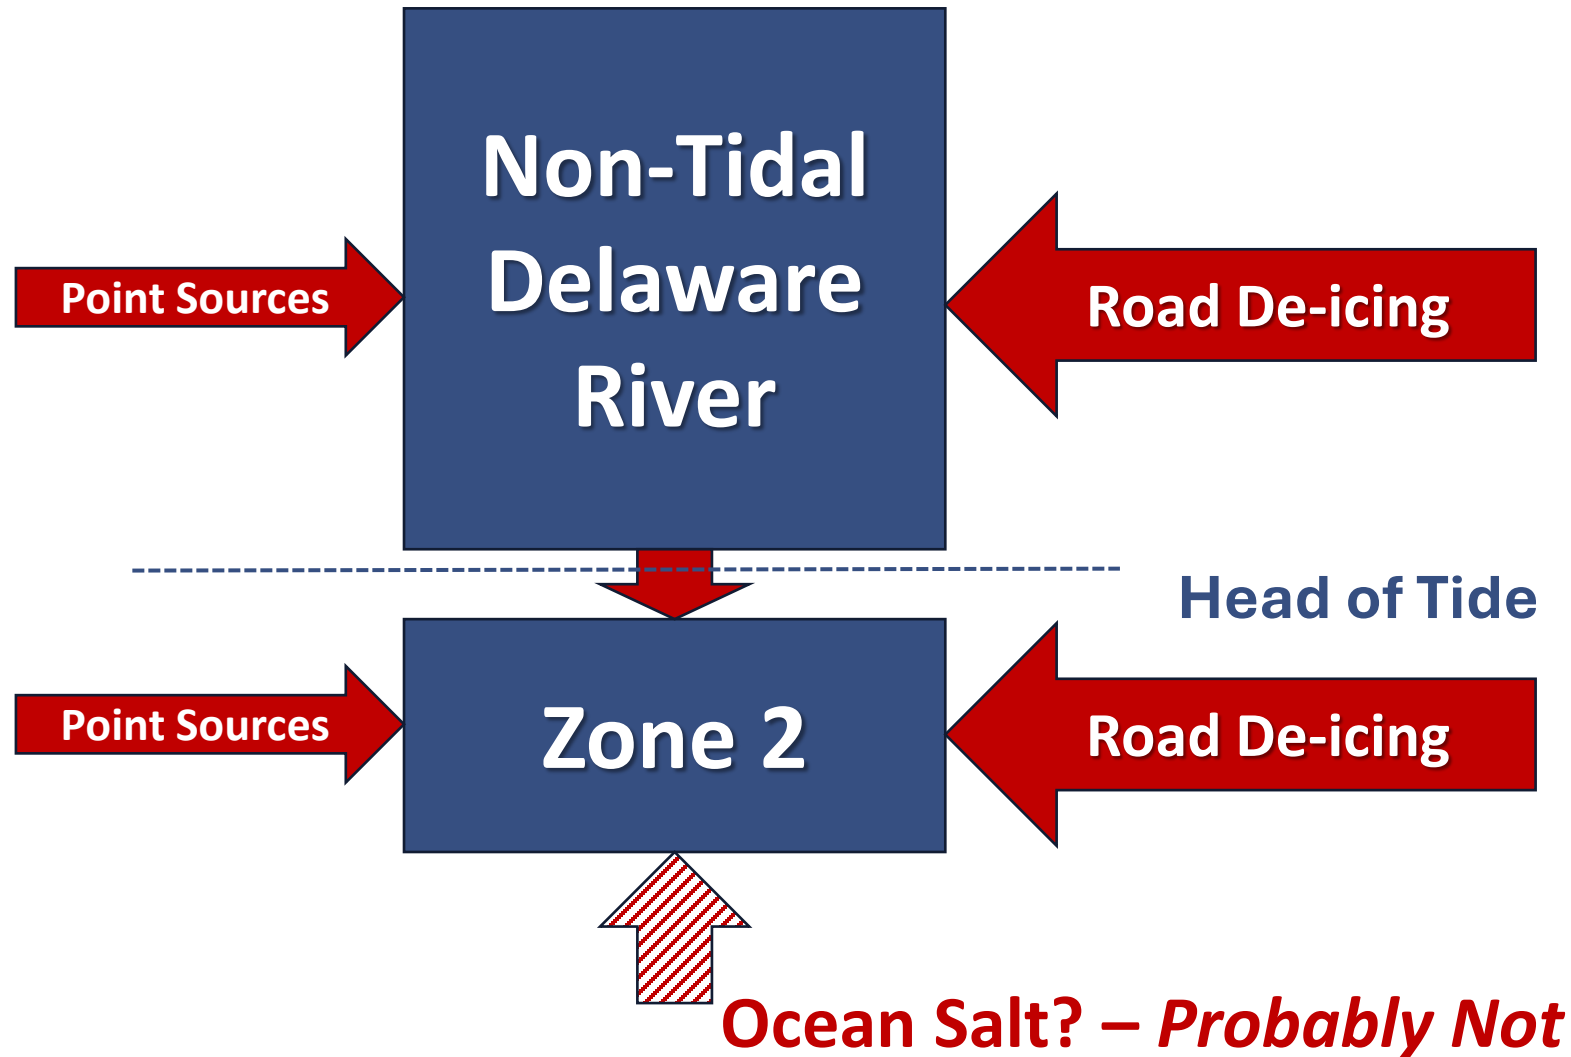 Non-Tidal
Delaware
River
Point Sources
Road De-icing
Head of Tide
Point Sources
Zone 2
Road De-icing
Ocean Salt? – Probably Not